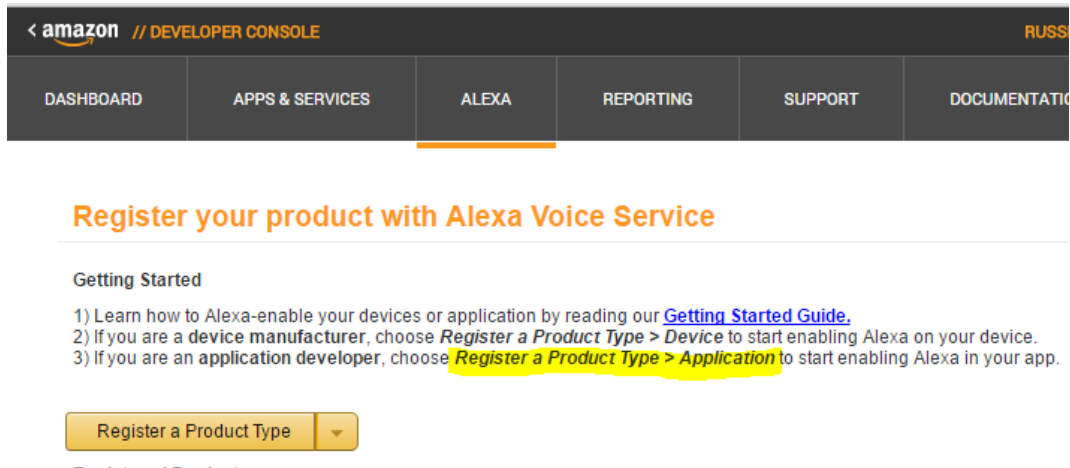 < amazon // DEVELOPER CONSOLE RUSS
DASHBOARD APPS & SERVICES ALEXA REPORTING SUPPORT DOCUMENTATI
Register your product with Alexa Voice Service
Getting Started
1) Learn how to Alexa-enable your devices or application by reading our Getting Started Guide.
2) If you are a device manufacturer, choose Register a Product Type > Device to start enabling Alexa on your device.
3) If you are an application developer, choose Register a Product Type > Application to start enabling Alexa in your app.
Register a Product Type